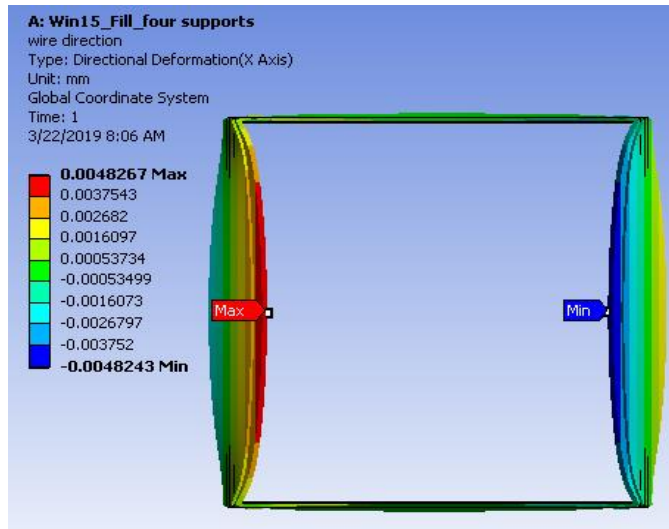 A: Win15_Fill_four supports
wire direction
Type: Directional Deformation(X Axis)
Unit: mm
Global Coordinate System
Time: 1
3/22/2019 8:06 AM
0.0048267 Max
0.0037543
0.002682
0.0016097
0.00053734
-0.00053499
-0.0016073
-0.0026797
-0.003752
-0.0048243 Min
Max
Min